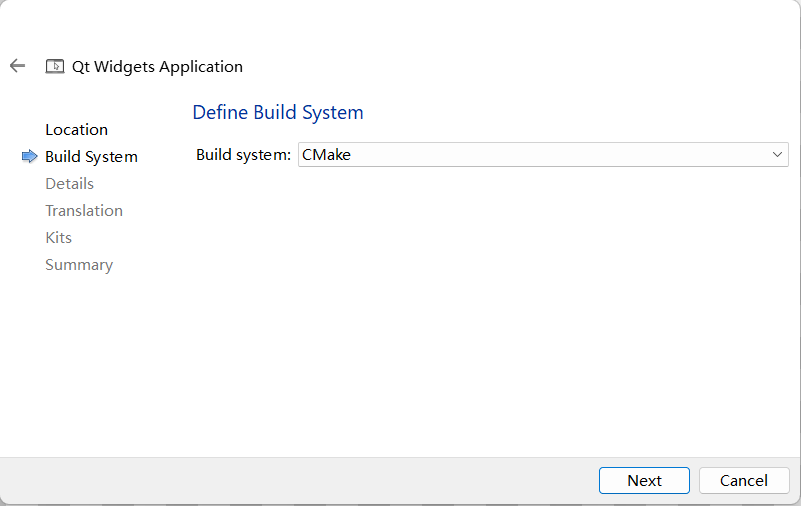 Qt Widgets Application
Define Build System
Location
Build System
Details
Translation
Kits
Summary
Build system: CMake
Next
Cancel